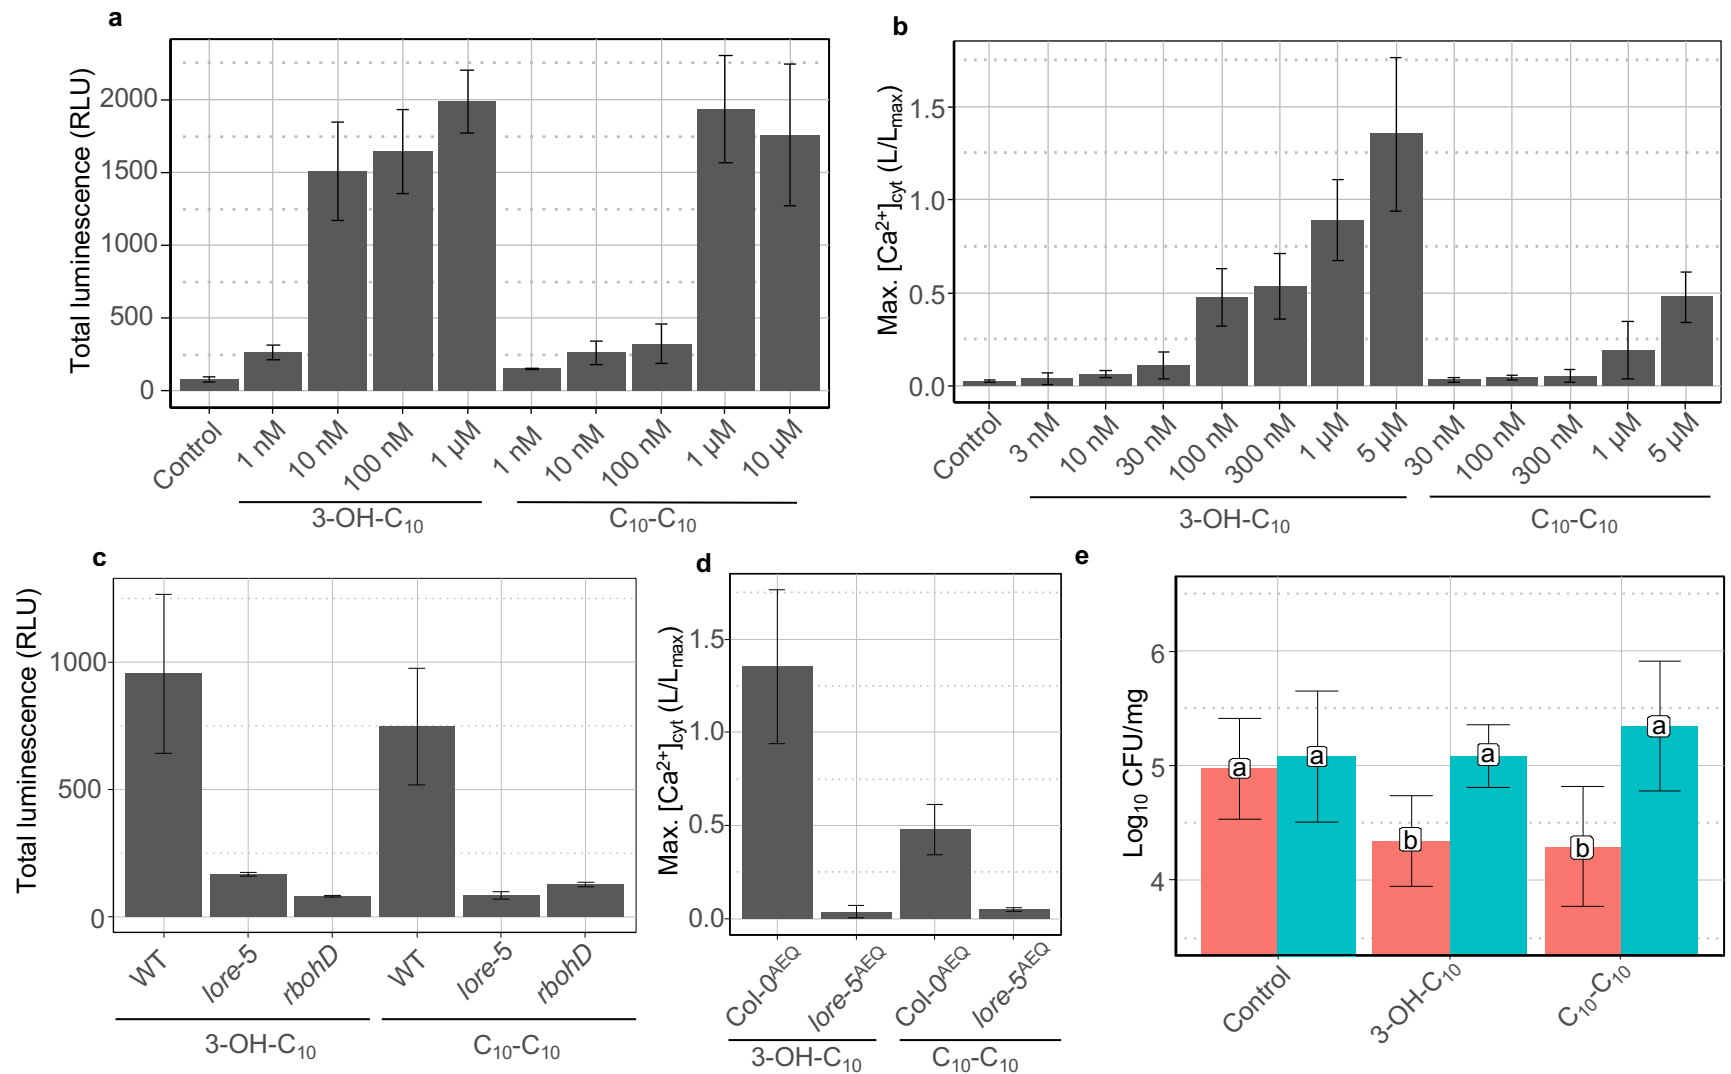 a
Total luminescence (RLU)
2000
1500
1000
500
0
Control
1 nM
10 nM
100 nM
1 µM
1 nM
10 nM
100 nM
1 µM
10 µM
3-OH-C10
C10-C10
b
Max. [Ca2+]cyt (L/Lmax)
1.5
1.0
0.5
0.0
Control
3 nM
10 nM
30 nM
100 nM
300 nM
1 µM
5 µM
30 nM
100 nM
300 nM
1 µM
5 µM
3-OH-C10
C10-C10
c
Total luminescence (RLU)
1000
500
0
WT
lore-5
rbohD
WT
lore-5
rbohD
3-OH-C10
C10-C10
d
Max. [Ca2+]cyt (L/Lmax)
1.5
1.0
0.5
0.0
Col-0AEQ
lore-5AEQ
Col-0AEQ
lore-5AEQ
3-OH-C10
C10-C10
e
Log10 CFU/mg
6
5
4
a
a
b
a
b
a
Control
3-OH-C10
C10-C10